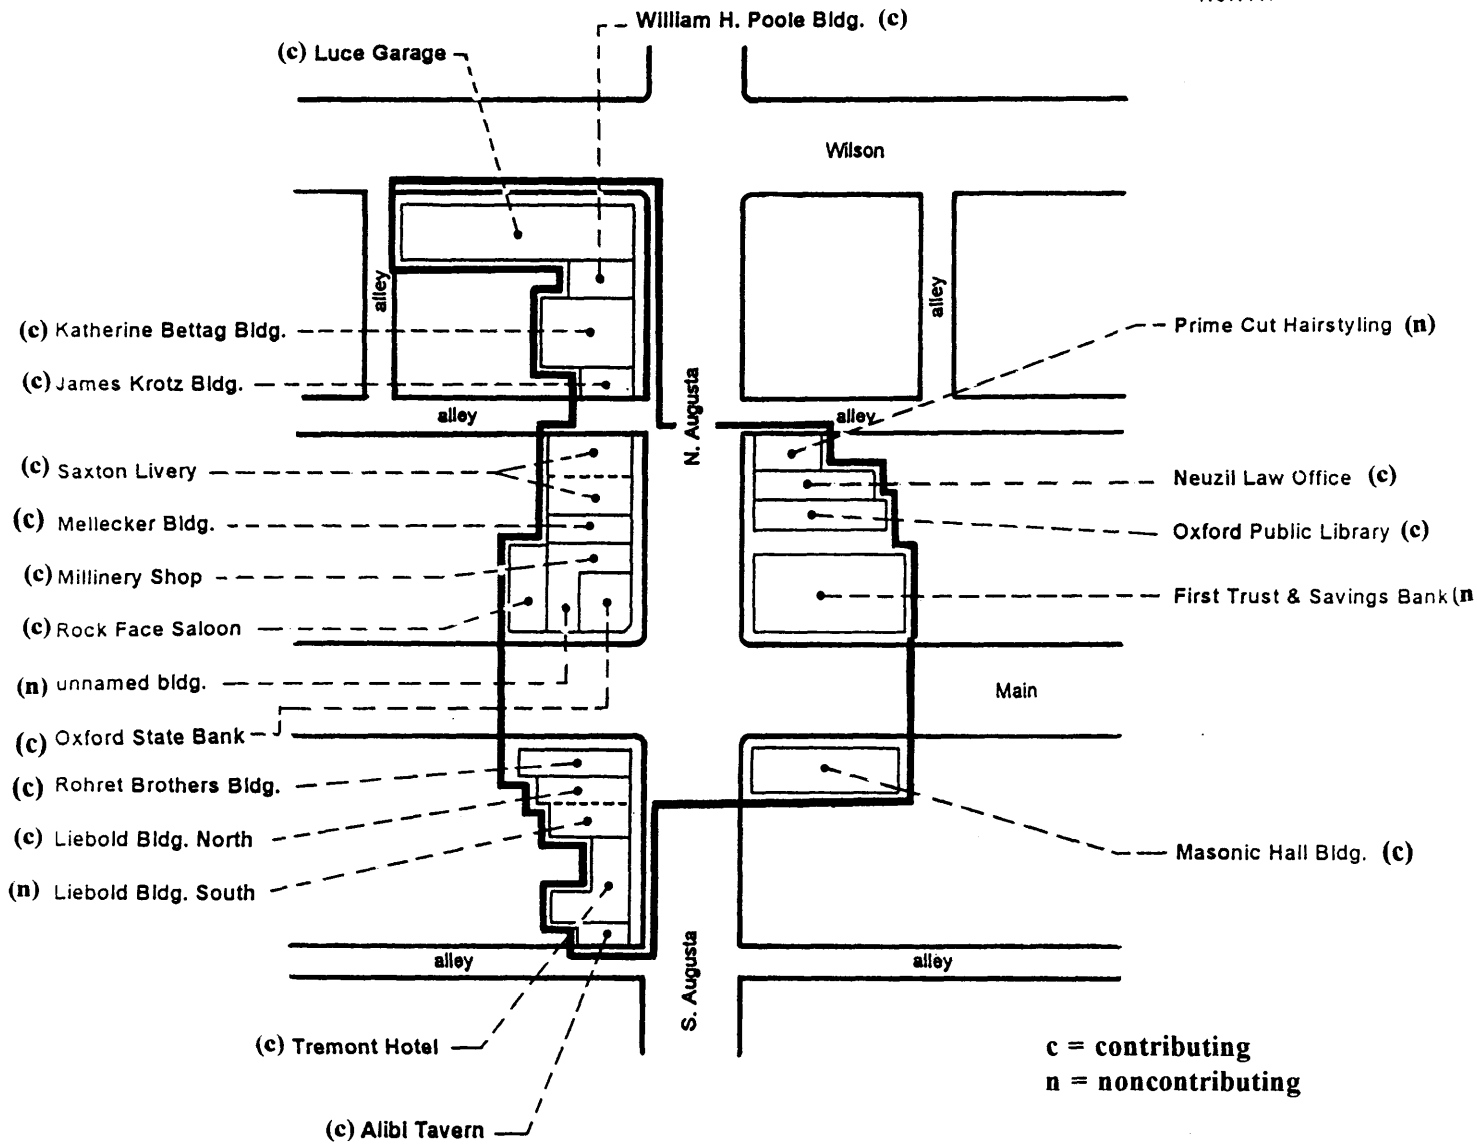 William H. Poole Bldg. (c)
(c) Luce Garage
Wilson
alley
alley
(c) Katherine Bettag Bldg.
Prime Cut Hairstyling (n)
(c) James Krotz Bldg.
alley
N. Augusta
alley
(c) Saxton Livery
Neuzil Law Office (c)
(c) Mellecker Bldg.
Oxford Public Library (c)
(c) Millinery Shop
First Trust & Savings Bank (n
(c) Rock Face Saloon
(n) unnamed bldg.
Main
(c) Oxford State Bank
(c) Rohret Brothers Bldg.
(c) Liebold Bldg. North
Masonic Hall Bldg. (c)
(n) Liebold Bldg. South
alley
S. Augusta
alley
(c) Tremont Hotel
c = contributing
n = noncontributing
(c) Alibi Tavern